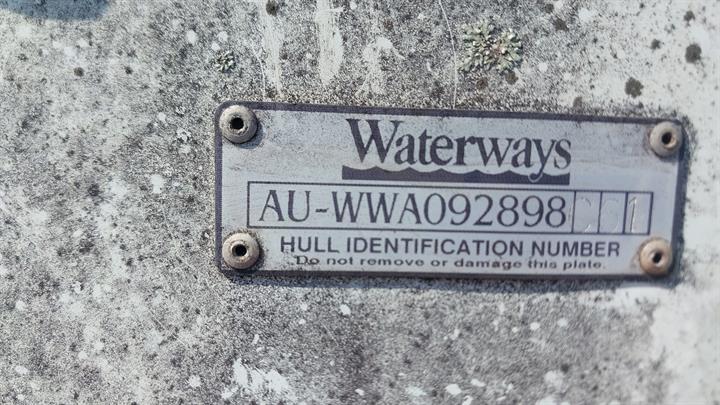 Waterways
AU-WWA092898
HULL IDENTIFICATION NUMBER
Do not remove or damage this plate.